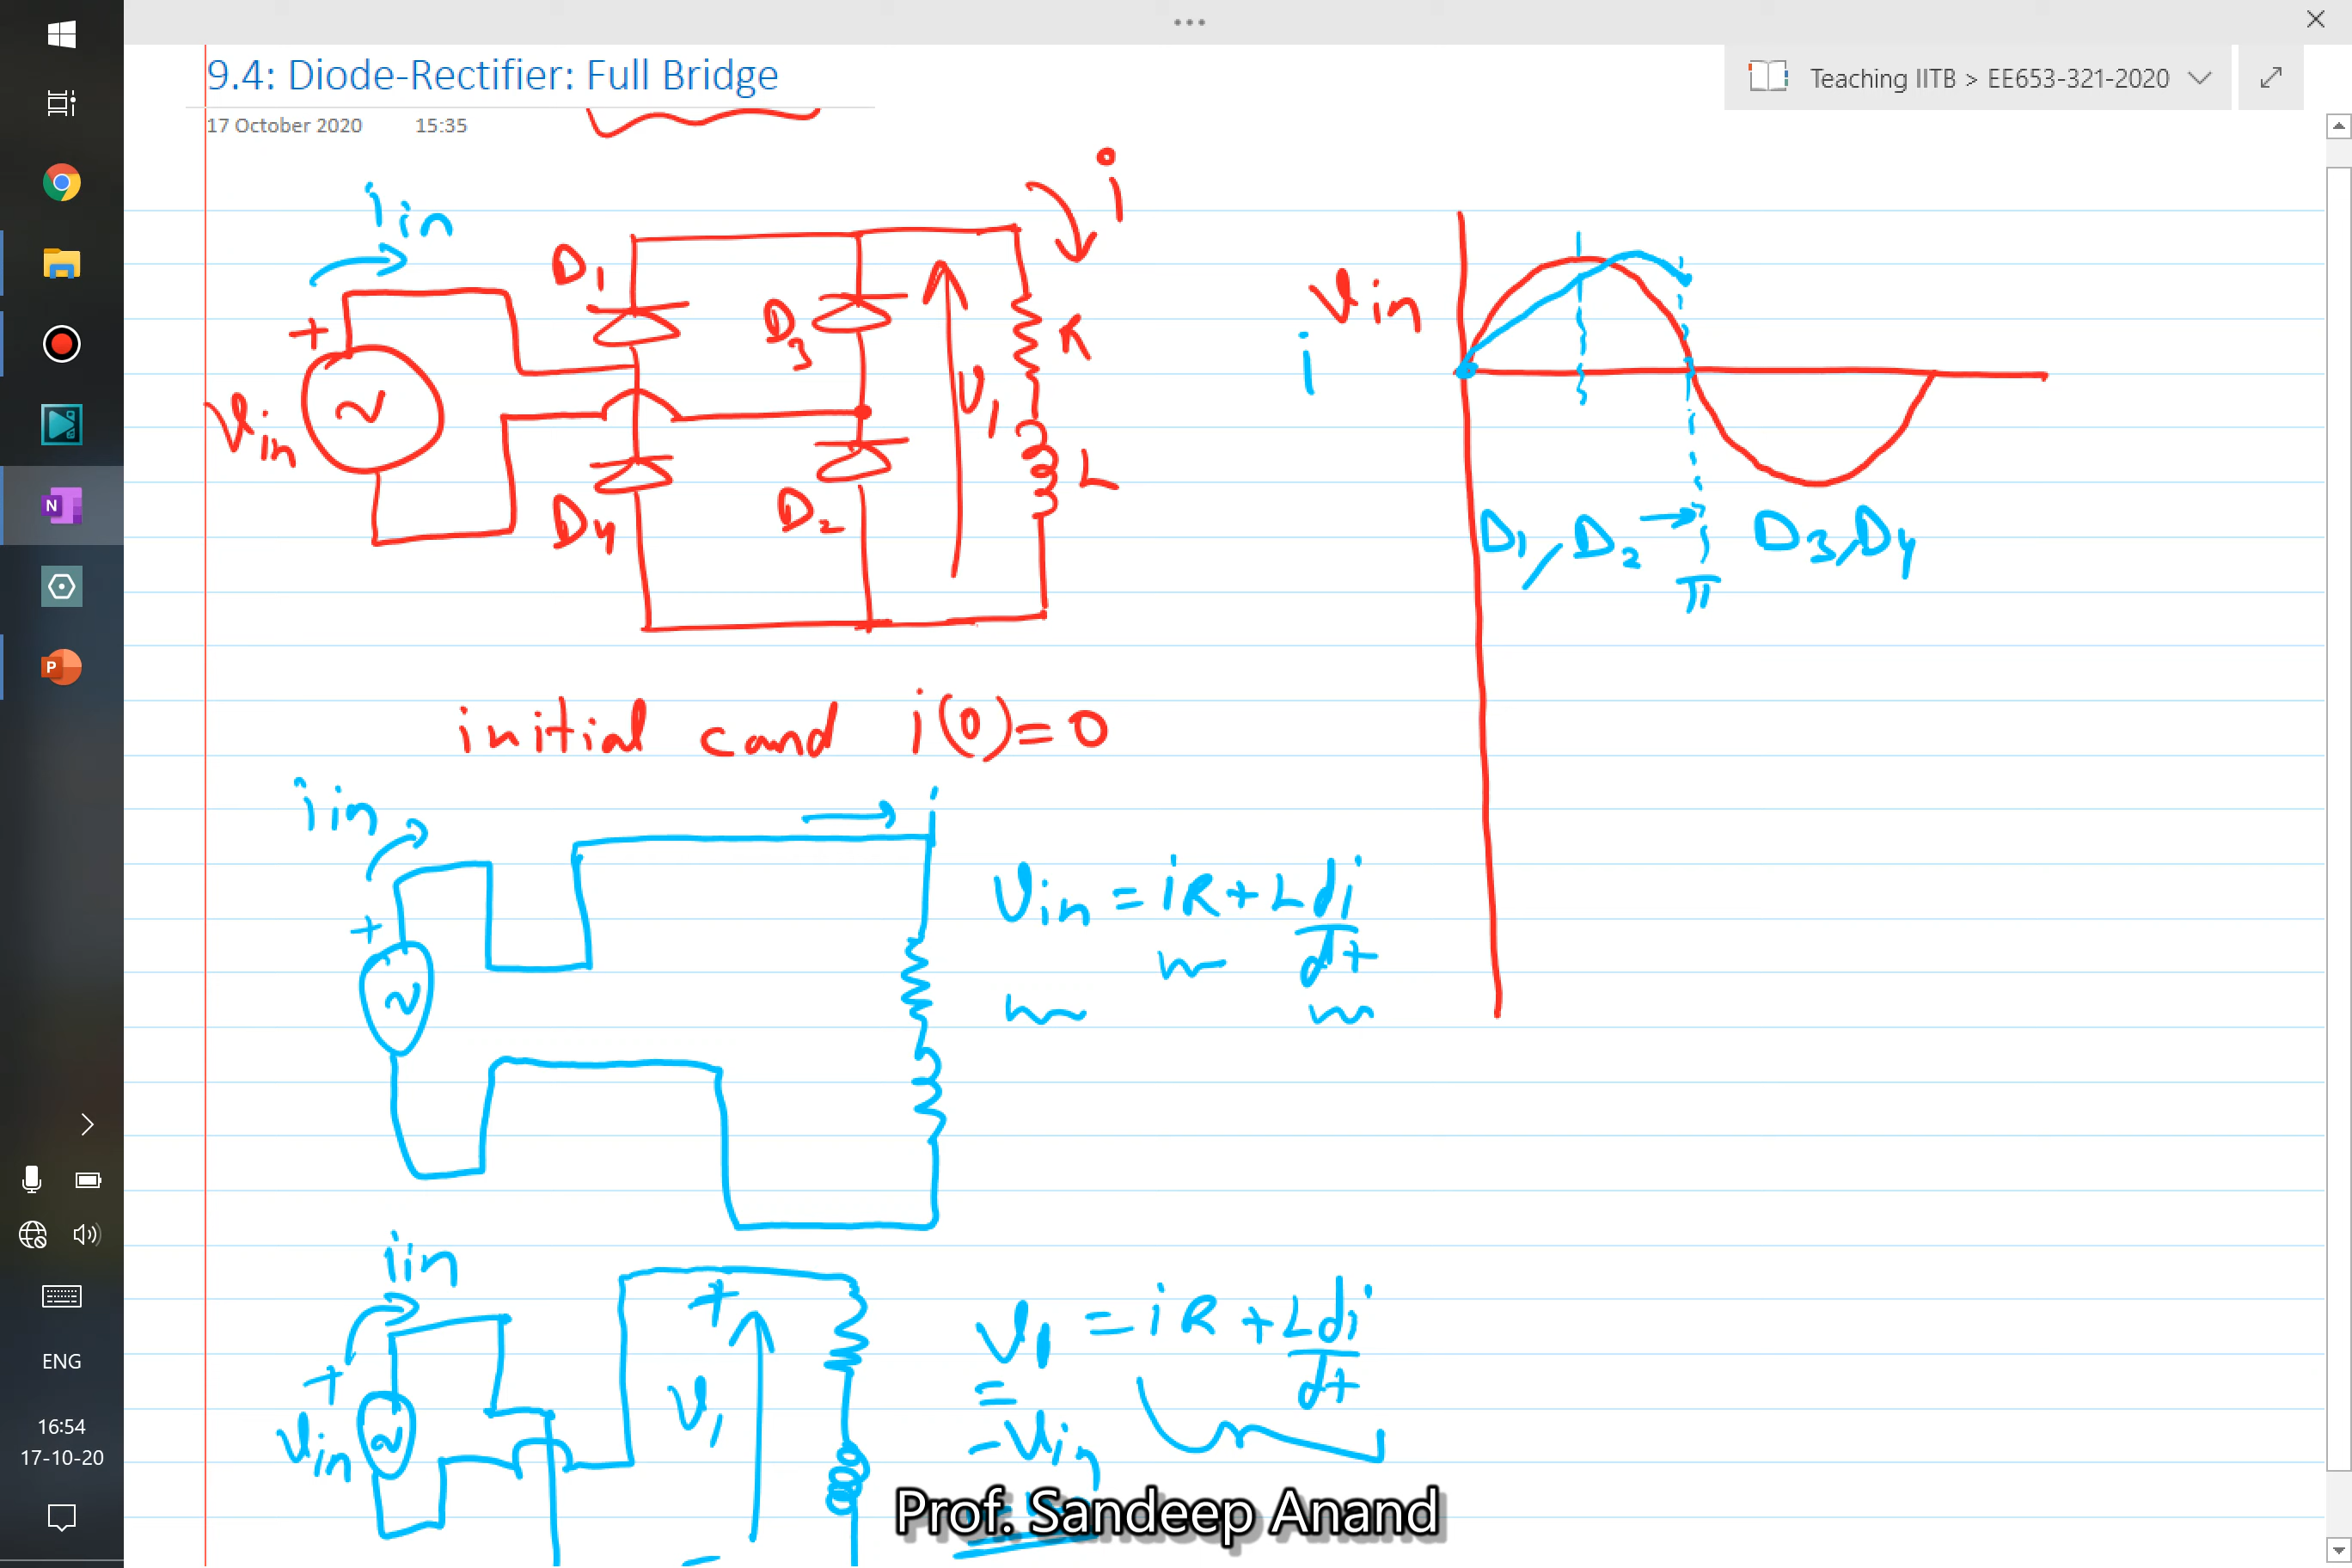 9.4: Diode-Rectifier: Full Bridge
Teaching IITB > EE653-321-2020
17 October 2020 15:35
i
iin
D1
D3
Vin
i
+
R
V1
Vin
L
D4
D2
D1, D2 → D3, D4
π
initial cond i(0)=0
iin
i
Vin = iR + L di/dt
+
iin
+
V1 = iR + L di/dt
+
V1
= -Vin
Vin
-
Prof. Sandeep Anand
N
P
ENG
16:54
17-10-20